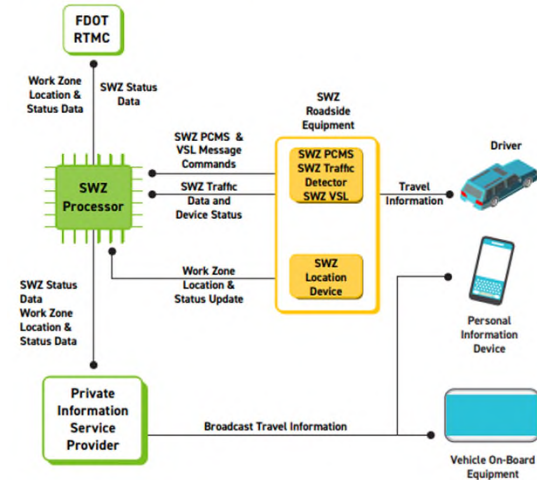 FDOT
RTMC
Work Zone
Location &
Status Data
SWZ Status
Data
SWZ
Roadside
Equipment
SWZ PCMS &
VSL Message
Commands
SWZ PCMS
SWZ Traffic
Detector
SWZ VSL
Driver
SWZ
Processor
SWZ Traffic
Data and
Device Status
Travel
Information
Work Zone
Location &
Status Update
SWZ
Location
Device
SWZ Status
Data
Work Zone
Location &
Status Data
Personal
Information
Device
Private
Information
Service
Provider
Broadcast Travel Information
Vehicle On-Board
Equipment